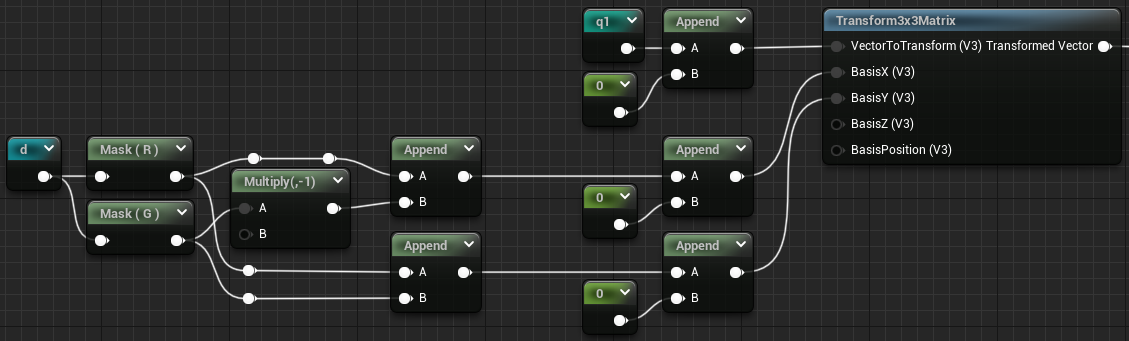 q1
Append
A
B
0
Transform3x3Matrix
VectorToTransform (V3) Transformed Vector
BasisX (V3)
BasisY (V3)
BasisZ (V3)
BasisPosition (V3)
d
Mask ( R )
Mask ( G )
Multiply(,-1)
A
B
Append
A
B
Append
A
B
Append
A
B
0
Append
A
B
0